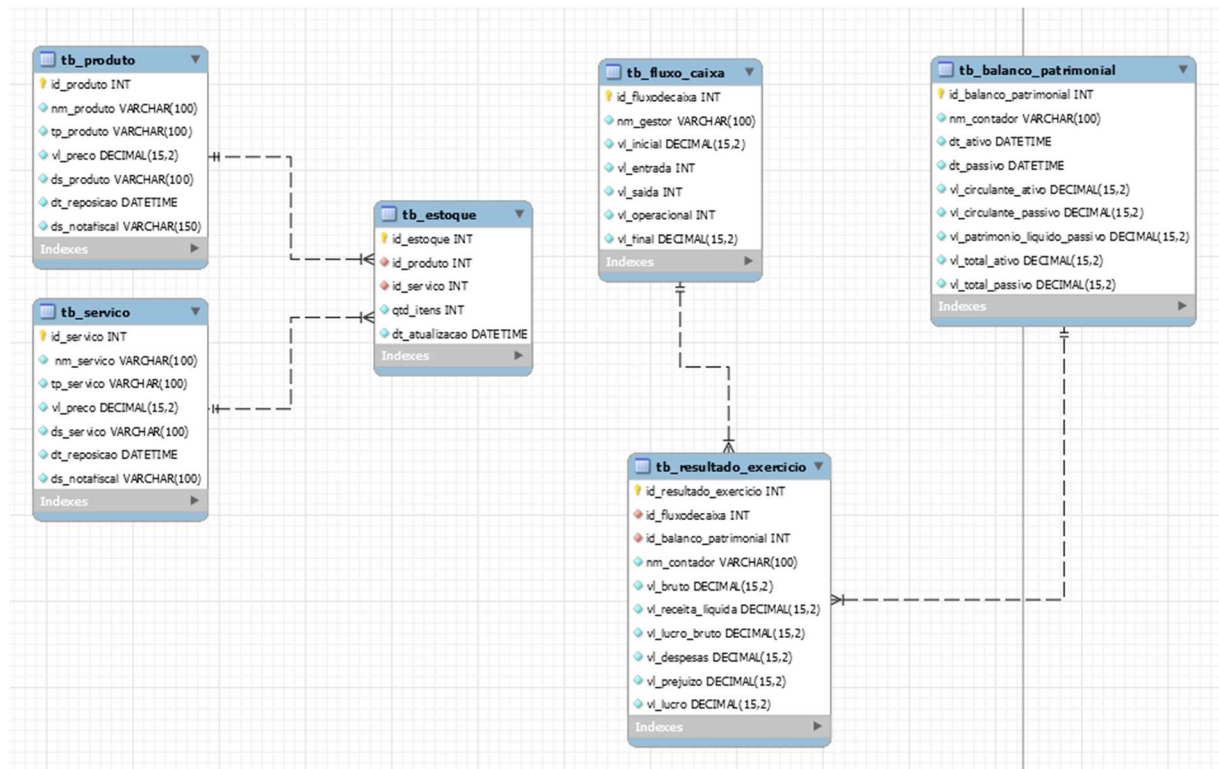 tb_produto
id_produto INT
nm_produto VARCHAR(100)
tp_produto VARCHAR(100)
vl_preco DECIMAL(15,2)
ds_produto VARCHAR(100)
dt_reposicao DATETIME
ds_notafiscal VARCHAR(150)
Indexes
tb_servico
id_servico INT
nm_servico VARCHAR(100)
tp_servico VARCHAR(100)
vl_preco DECIMAL(15,2)
ds_servico VARCHAR(100)
dt_reposicao DATETIME
ds_notafiscal VARCHAR(100)
Indexes
tb_estoque
id_estoque INT
id_produto INT
id_servico INT
qtd_itens INT
dt_atualizacao DATETIME
Indexes
tb_fluxo_caixa
id_fluxodecaixa INT
nm_gestor VARCHAR(100)
vl_inicial DECIMAL(15,2)
vl_entrada INT
vl_saida INT
vl_operacional INT
vl_final DECIMAL(15,2)
Indexes
tb_balanco_patrimonial
id_balanco_patrimonial INT
nm_contador VARCHAR(100)
dt_ativo DATETIME
dt_passivo DATETIME
vl_circulante_ativo DECIMAL(15,2)
vl_circulante_passivo DECIMAL(15,2)
vl_patrimonio_liquido_passivo DECIMAL(15,2)
vl_total_ativo DECIMAL(15,2)
vl_total_passivo DECIMAL(15,2)
Indexes
tb_resultado_exercicio
id_resultado_exercicio INT
id_fluxodecaixa INT
id_balanco_patrimonial INT
nm_contador VARCHAR(100)
vl_bruto DECIMAL(15,2)
vl_receita_liquida DECIMAL(15,2)
vl_lucro_bruto DECIMAL(15,2)
vl_despesas DECIMAL(15,2)
vl_prejuizo DECIMAL(15,2)
vl_lucro DECIMAL(15,2)
Indexes